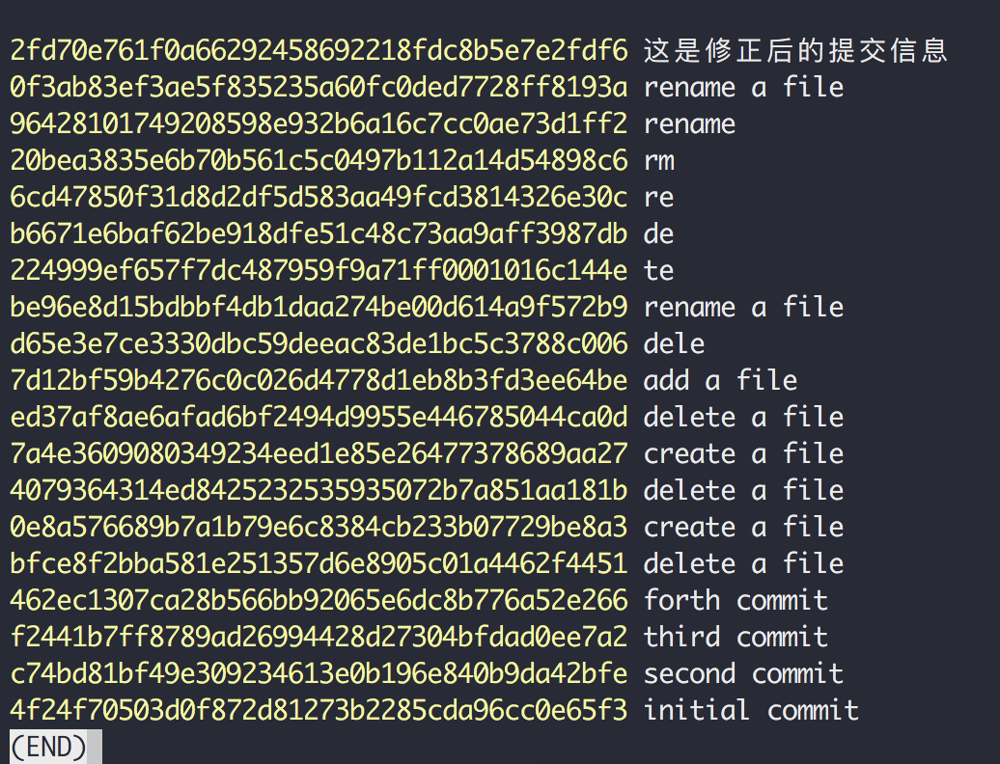 2fd70e761f0a66292458692218fdc8b5e7e2fdf6 这是修正后的提交信息
0f3ab83ef3ae5f835235a60fc0ded7728ff8193a rename a file
96428101749208598e932b6a16c7cc0ae73d1ff2 rename
20bea3835e6b70b561c5c0497b112a14d54898c6 rm
6cd47850f31d8d2df5d583aa49fcd3814326e30c re
b6671e6baf62be918dfe51c48c73aa9aff3987db de
224999ef657f7dc487959f9a71ff0001016c144e te
be96e8d15bdbbf4db1daa274be00d614a9f572b9 rename a file
d65e3e7ce3330dbc59deeac83de1bc5c3788c006 dele
7d12bf59b4276c0c026d4778d1eb8b3fd3ee64be add a file
ed37af8ae6afad6bf2494d9955e446785044ca0d delete a file
7a4e3609080349234eed1e85e26477378689aa27 create a file
4079364314ed8425232535935072b7a851aa181b delete a file
0e8a576689b7a1b79e6c8384cb233b07729be8a3 create a file
bfce8f2bba581e251357d6e8905c01a4462f4451 delete a file
462ec1307ca28b566bb92065e6dc8b776a52e266 forth commit
f2441b7ff8789ad26994428d27304bfdad0ee7a2 third commit
c74bd81bf49e309234613e0b196e840b9da42bfe second commit
4f24f70503d0f872d81273b2285cda96cc0e65f3 initial commit
(END)